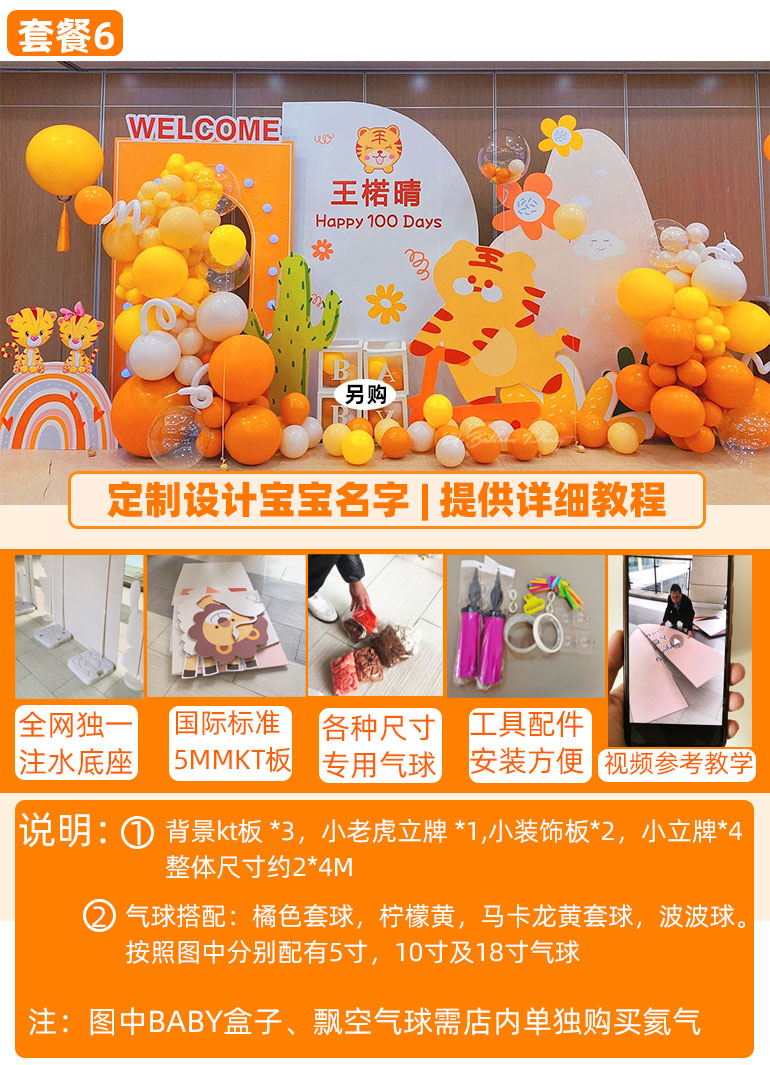 套餐6
WELCOME
王
王楉晴
Happy 100 Days
王
B A
B Y
另购
定制设计宝宝名字 | 提供详细教程
全网独一
注水底座
国际标准
5MMKT板
各种尺寸
专用气球
工具配件
安装方便
视频参考教学
说明：① 背景kt板 *3，小老虎立牌 *1,小装饰板*2，小立牌*4
整体尺寸约2*4M
② 气球搭配：橘色套球，柠檬黄，马卡龙黄套球，波波球。
按照图中分别配有5寸，10寸及18寸气球
注：图中BABY盒子、飘空气球需店内单独购买氦气